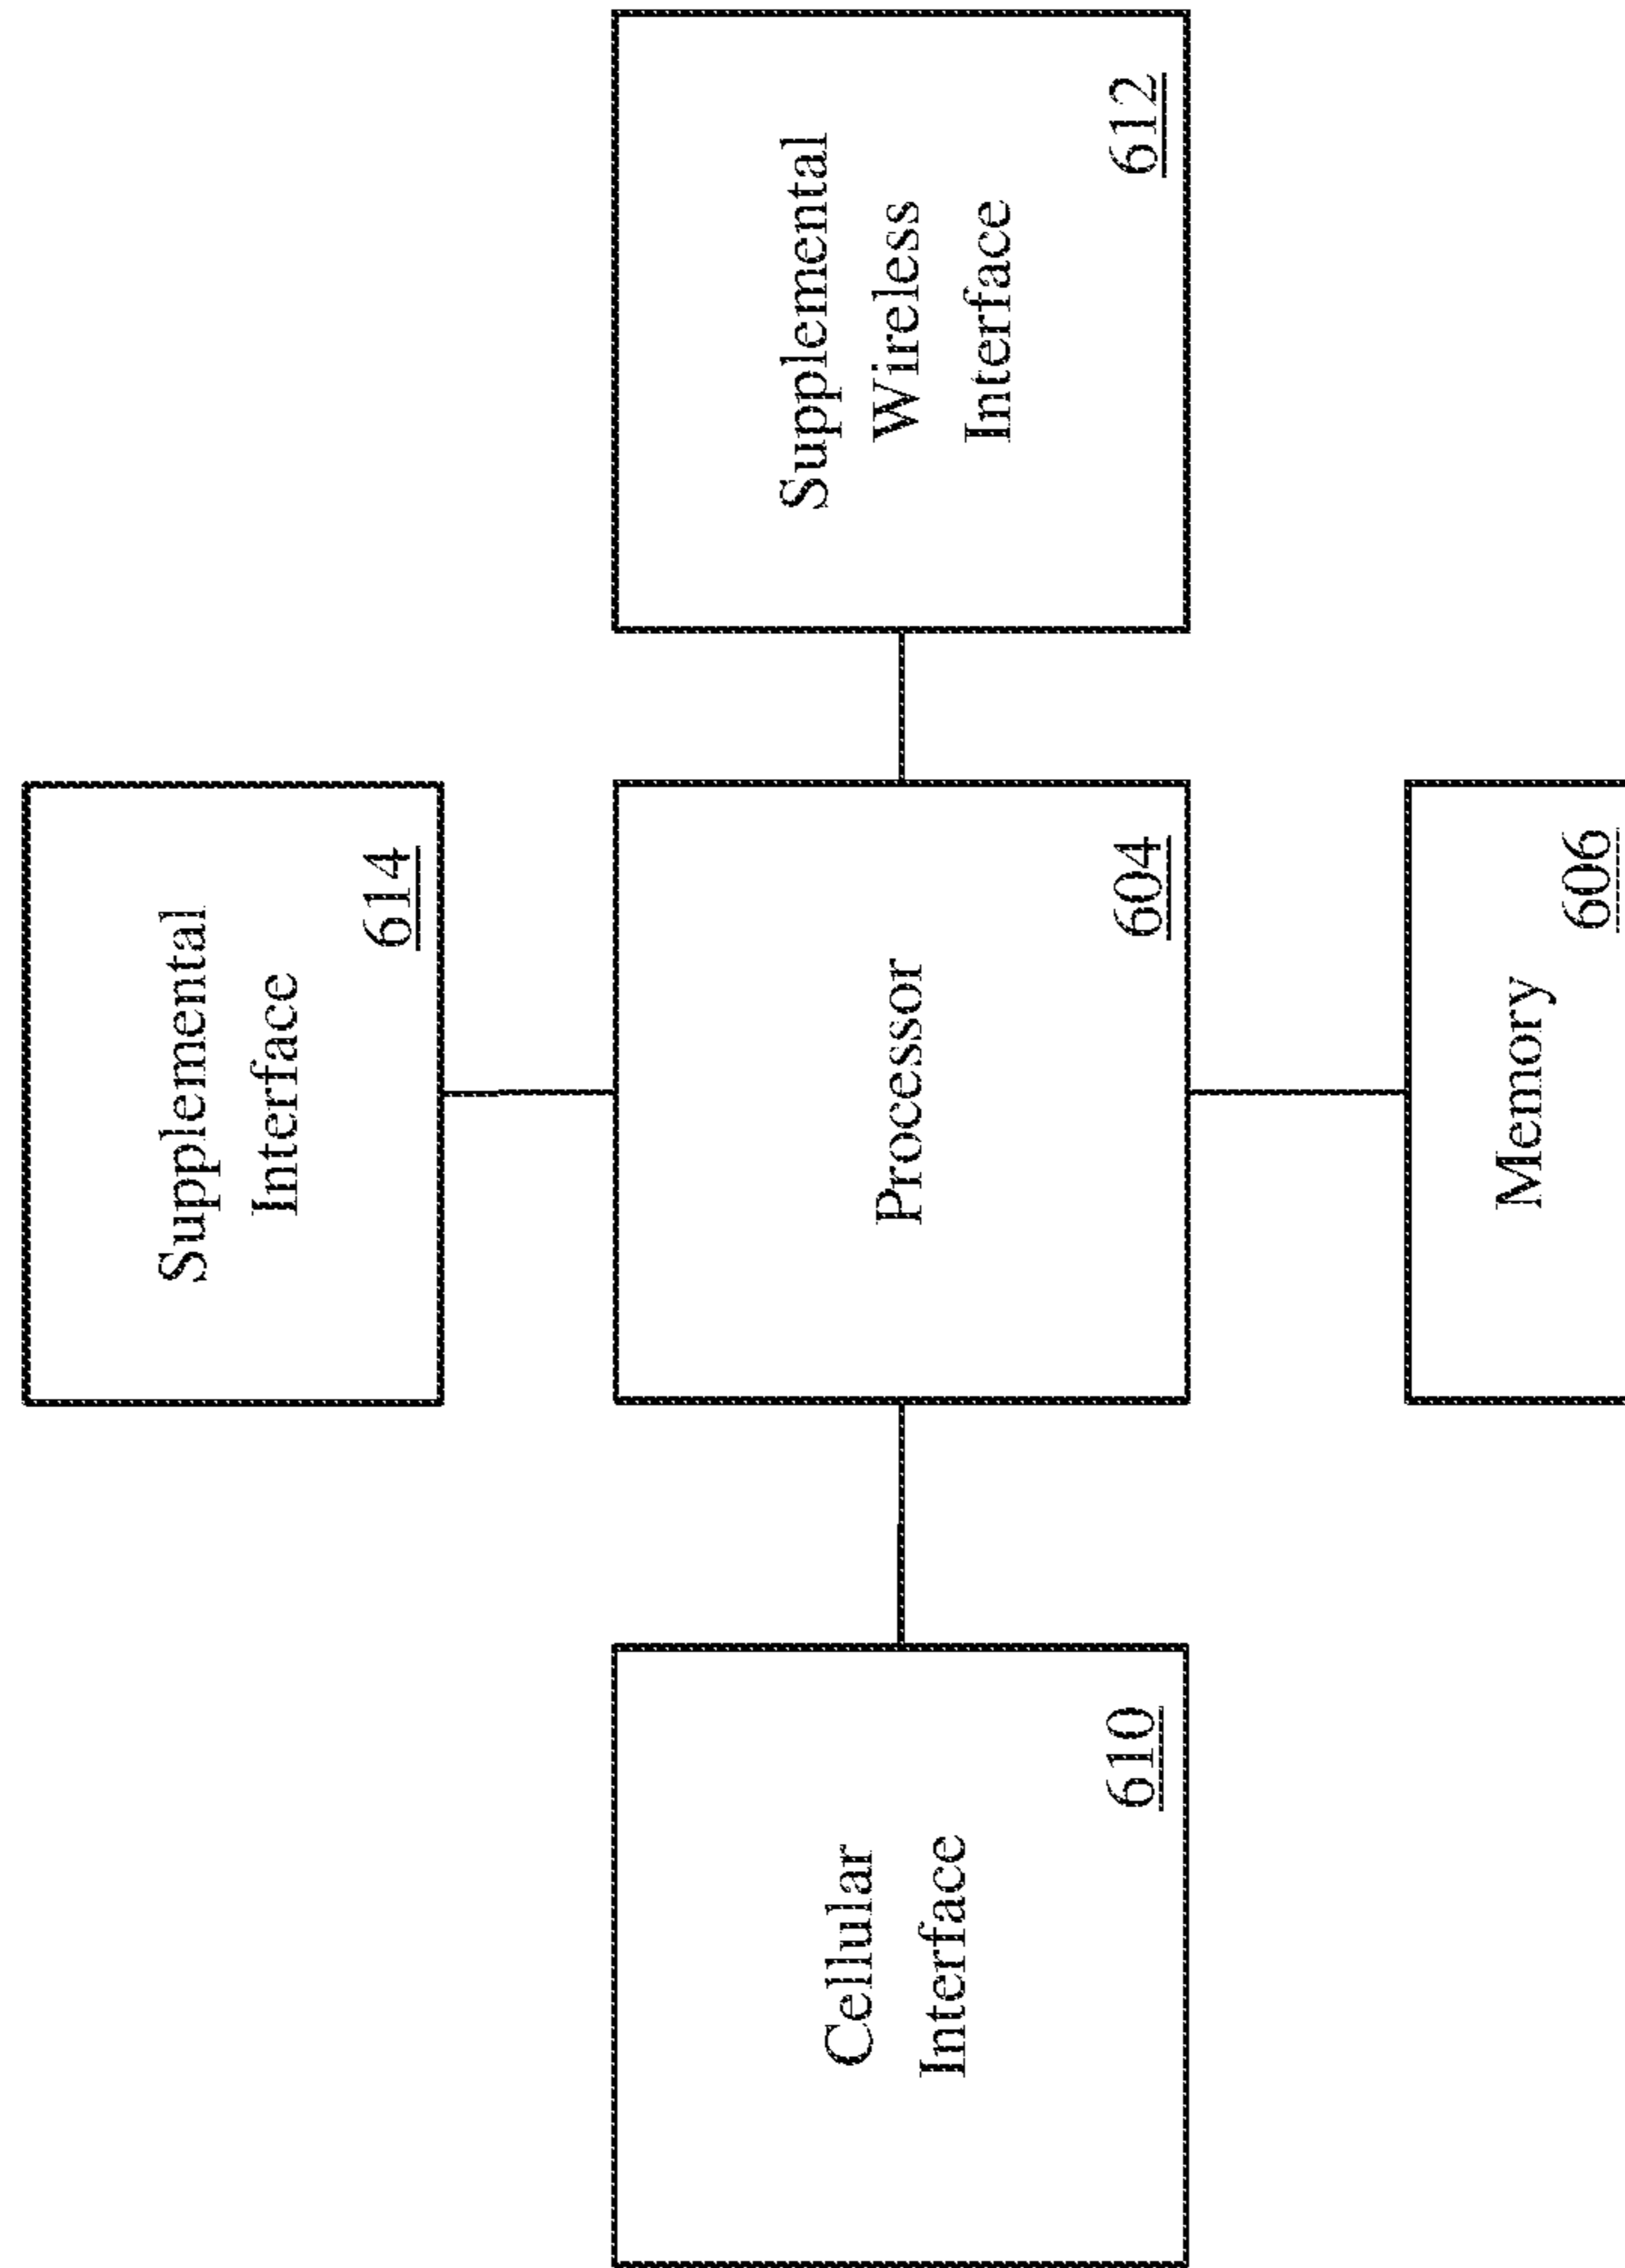 Supplemental
Interface
614
Cellular
Interface
610
Processor
604
Supplemental
Wireless
Interface
612
Memory
606